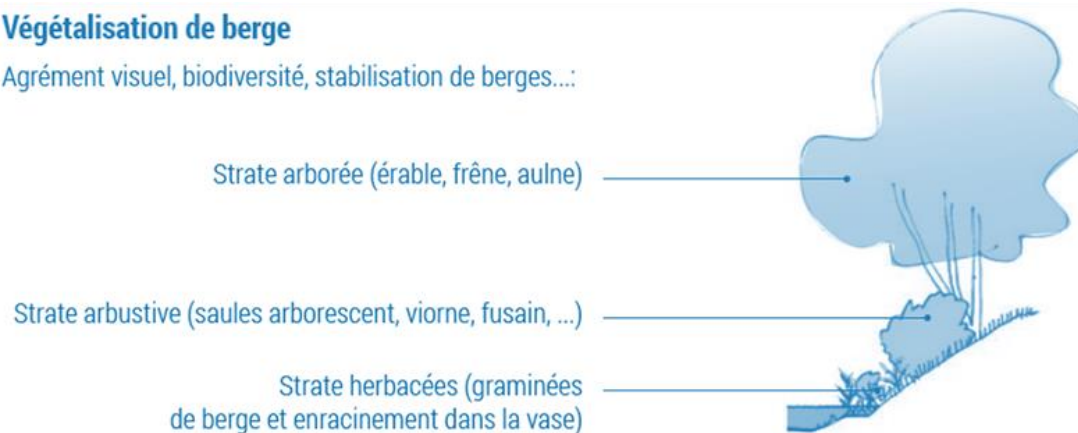 Végétalisation de berge
Agrément visuel, biodiversité, stabilisation de berges...:
Strate arborée (érable, frêne, aulne)
Strate arbustive (saules arborescent, viorne, fusain, ...)
Strate herbacées (graminées
de berge et enracinement dans la vase)